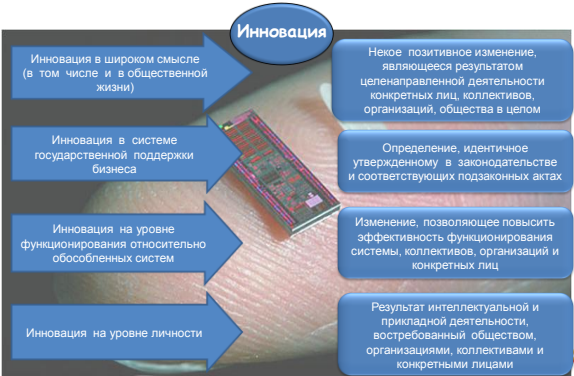 Инновация
Инновация в широком смысле
(в том числе и в общественной
жизни)
Некое позитивное изменение,
являющееся результатом
целенаправленной деятельности
конкретных лиц, коллективов,
организаций, общества в целом
Инновация в системе
государственной поддержки
бизнеса
Определение, идентичное
утвержденному в законодательстве
и соответствующих подзаконных актах
Инновация на уровне
функционирования относительно
обособленных систем
Изменение, позволяющее повысить
эффективность функционирования
системы, коллективов, организаций и
конкретных лиц
Инновация на уровне личности
Результат интеллектуальной и
прикладной деятельности,
востребованный обществом,
организациями, коллективами и
конкретными лицами